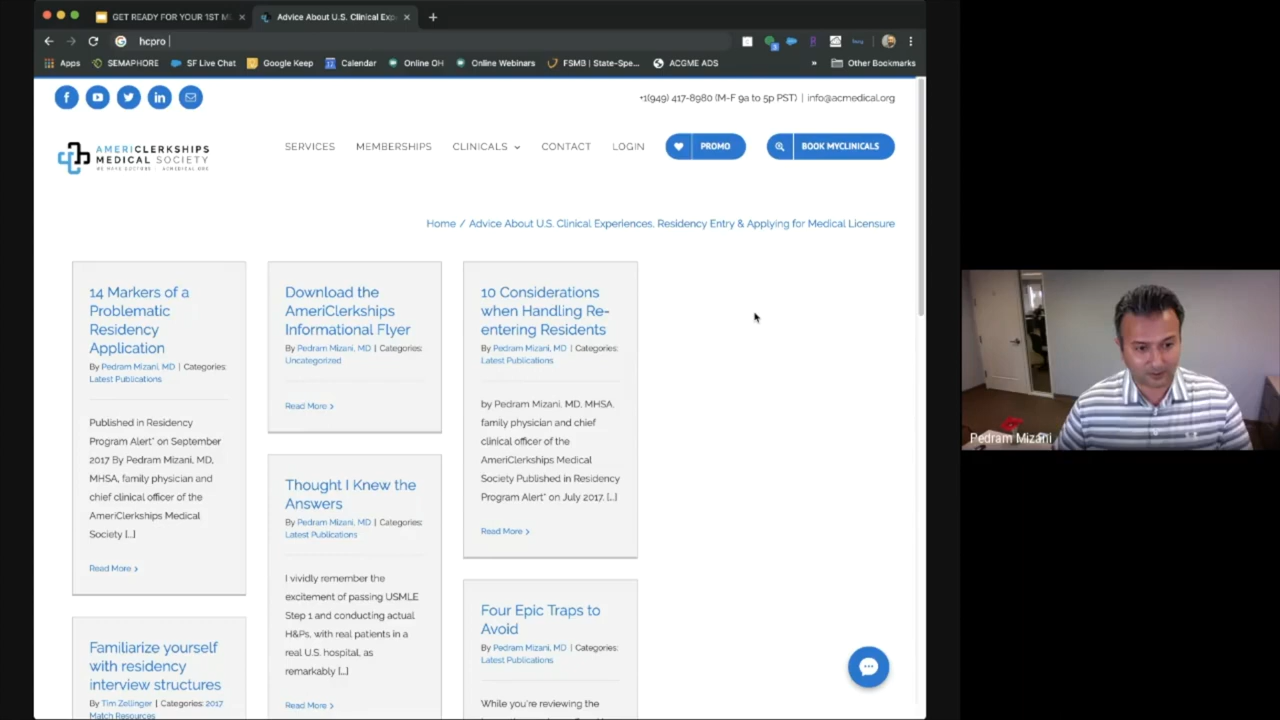 GET READY FOR YOUR 1ST M
Advice About U.S. Clinical Exp
hcpro
Apps
SEMAPHORE
SF Live Chat
Google Keep
Calendar
Online OH
Online Webinars
FSMB | State-Spe...
ACGME ADS
»
Other Bookmarks
+1(949) 417-8980 (M-F 9a to 5p PST) | info@acmedical.org
AMERICLERKSHIPS
MEDICAL SOCIETY
WE MAKE DOCTORS | ACMEDICAL.ORG
SERVICES
MEMBERSHIPS
CLINICALS
CONTACT
LOGIN
PROMO
BOOK MYCLINICALS
Home / Advice About U.S. Clinical Experiences, Residency Entry & Applying for Medical Licensure
14 Markers of a
Problematic
Residency
Application
By Pedram Mizani, MD | Categories:
Latest Publications
Published in Residency
Program Alert* on September
2017 By Pedram Mizani, MD,
MHSA, family physician and
chief clinical officer of the
AmeriClerkships Medical
Society [...]
Read More >
Familiarize yourself
with residency
interview structures
By Tim Zellinger | Categories: 2017
Match Resources
Download the
AmeriClerkships
Informational Flyer
By Pedram Mizani, MD | Categories:
Uncategorized
Read More >
Thought I Knew the
Answers
By Pedram Mizani, MD | Categories:
Latest Publications
I vividly remember the
excitement of passing USMLE
Step 1 and conducting actual
H&Ps, with real patients in a
real U.S. hospital, as
remarkably [...]
Read More >
10 Considerations
when Handling Re-
entering Residents
By Pedram Mizani, MD | Categories:
Latest Publications
by Pedram Mizani, MD, MHSA,
family physician and chief
clinical officer of the
AmeriClerkships Medical
Society Published in Residency
Program Alert* on July 2017. [...]
Read More >
Four Epic Traps to
Avoid
By Pedram Mizani, MD | Categories:
Latest Publications
While you're reviewing the
Pedram Mizani